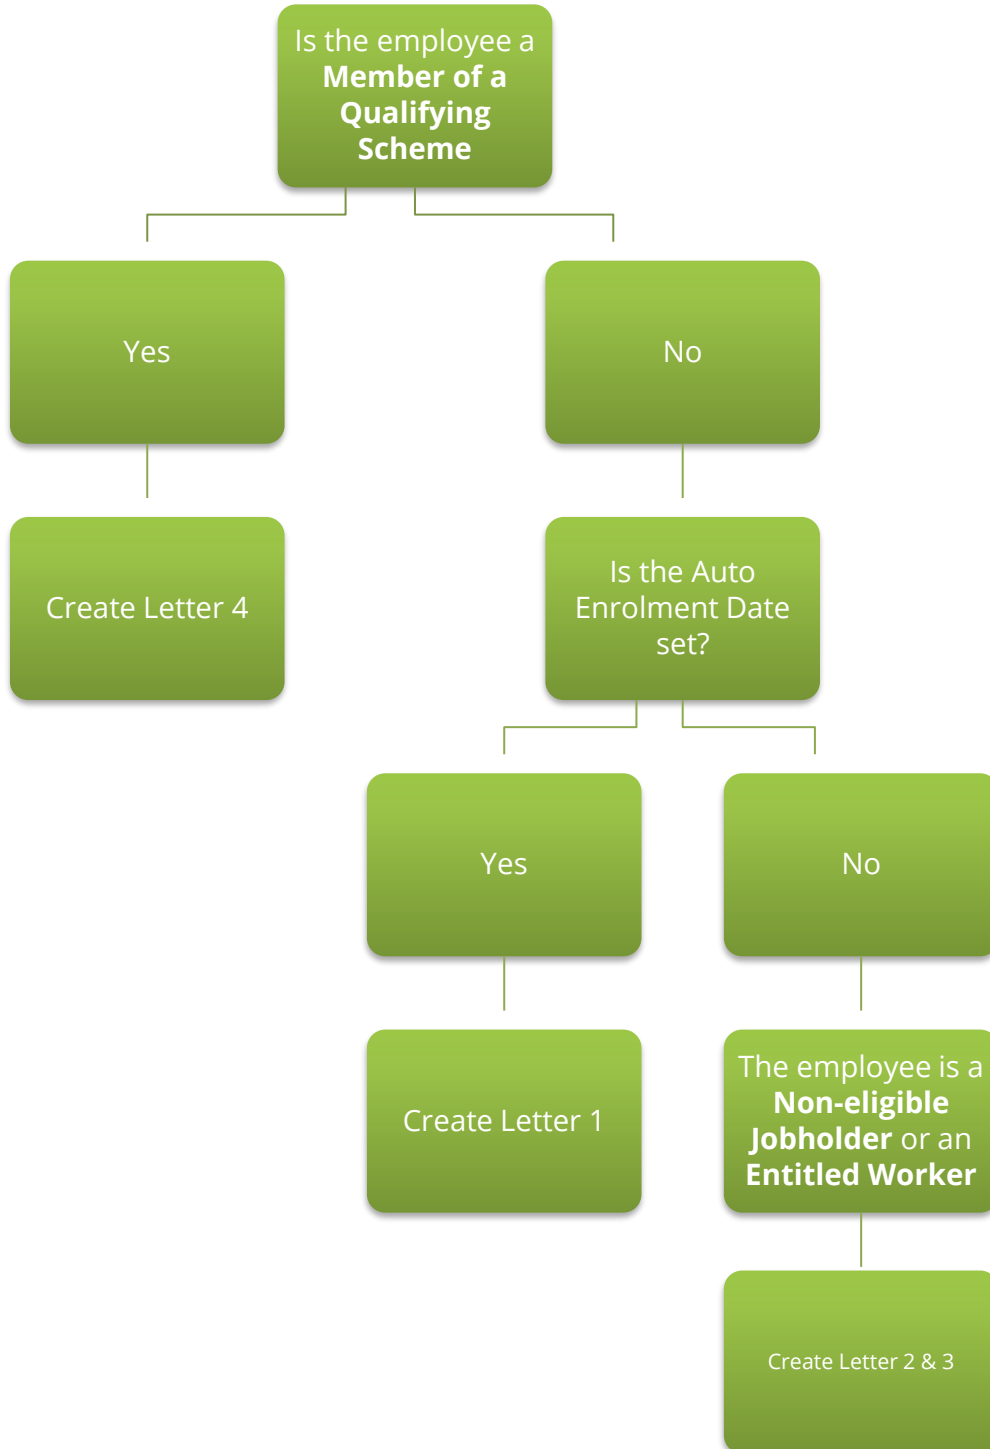 Is the employee a
Member of a
Qualifying
Scheme
Yes
No
Create Letter 4
Is the Auto
Enrolment Date
set?
Yes
No
Create Letter 1
The employee is a
Non-eligible
Jobholder or an
Entitled Worker
Create Letter 2 & 3